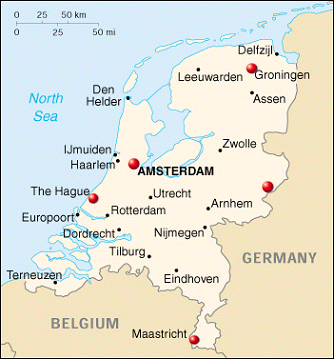 0 25 50 km
0 25 50 mi
Delfzijl
Leeuwarden
Groningen
Den
Helder
Assen
North
Sea
Zwolle
IJmuiden
Haarlem
AMSTERDAM
The Hague
Utrecht
Europoort
Rotterdam
Arnhem
Dordrecht
Nijmegen
Tilburg
GERMANY
Terneuzen
Eindhoven
BELGIUM
Maastricht